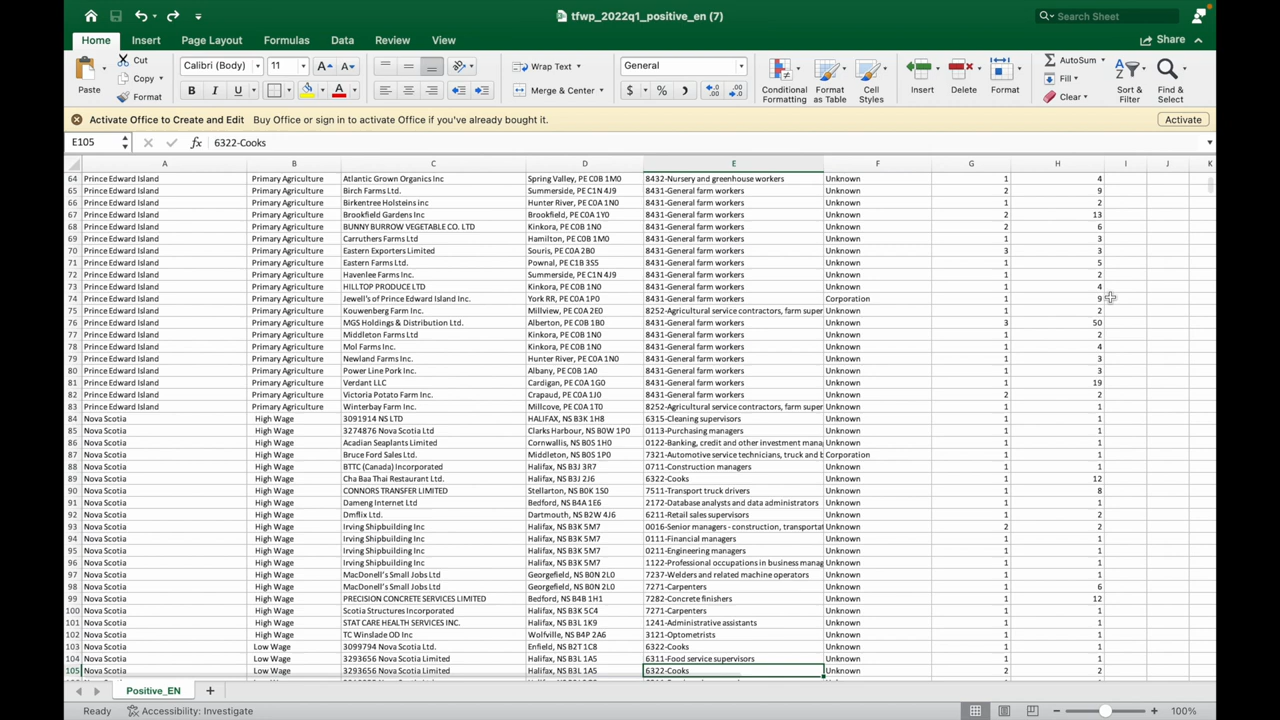 tfwp_2022q1_positive_en (7)
Search Sheet
Home Insert Page Layout Formulas Data Review View Share
Paste Cut Copy Format
Calibri (Body) 11
B I U
Wrap Text
Merge & Center
General
$ % )
Conditional Formatting
Format as Table
Cell Styles
Insert Delete Format
AutoSum
Fill
Clear
Sort & Filter
Find & Select
Activate Office to Create and Edit Buy Office or sign in to activate Office if you've already bought it. Activate
E105 fx 6322-Cooks
A B C D E F G H I J K
64 Prince Edward Island Primary Agriculture Atlantic Grown Organics Inc Spring Valley, PE C0B 1M0 8432-Nursery and greenhouse workers Unknown 1 4
65 Prince Edward Island Primary Agriculture Birch Farms Ltd. Summerside, PE C1N 4J9 8431-General farm workers Unknown 2 9
66 Prince Edward Island Primary Agriculture Birkentree Holsteins inc Hunter River, PE C0A 1N0 8431-General farm workers Unknown 1 2
67 Prince Edward Island Primary Agriculture Brookfield Gardens Inc Brookfield, PE C0A 1Y0 8431-General farm workers Unknown 2 13
68 Prince Edward Island Primary Agriculture BUNNY BURROW VEGETABLE CO. LTD Kinkora, PE C0B 1N0 8431-General farm workers Unknown 2 6
69 Prince Edward Island Primary Agriculture Carruthers Farms Ltd Hamilton, PE C0B 1M0 8431-General farm workers Unknown 1 3
70 Prince Edward Island Primary Agriculture Eastern Exporters Limited Souris, PE C0A 2B0 8431-General farm workers Unknown 3 3
71 Prince Edward Island Primary Agriculture Eastern Farms Ltd. Pownal, PE C1B 3S5 8431-General farm workers Unknown 1 5
72 Prince Edward Island Primary Agriculture Havenlee Farms Inc. Summerside, PE C1N 4J9 8431-General farm workers Unknown 1 2
73 Prince Edward Island Primary Agriculture HILLTOP PRODUCE LTD Kinkora, PE C0B 1N0 8431-General farm workers Unknown 1 4
74 Prince Edward Island Primary Agriculture Jewell's of Prince Edward Island Inc. York RR, PE C0A 1P0 8431-General farm workers Corporation 1 9
75 Prince Edward Island Primary Agriculture Kouwenberg Farm Inc. Millview, PE C0A 2E0 8252-Agricultural service contractors, farm super Unknown 1 2
76 Prince Edward Island Primary Agriculture MGS Holdings & Distribution Ltd. Alberton, PE C0B 1B0 8431-General farm workers Unknown 3 50
77 Prince Edward Island Primary Agriculture Middleton Farms Ltd Kinkora, PE C0B 1N0 8431-General farm workers Unknown 1 2
78 Prince Edward Island Primary Agriculture Mol Farms Inc. Kinkora, PE C0B 1N0 8431-General farm workers Unknown 1 4
79 Prince Edward Island Primary Agriculture Newland Farms Inc. Hunter River, PE C0A 1N0 8431-General farm workers Unknown 1 3
80 Prince Edward Island Primary Agriculture Power Line Pork Inc. Albany, PE C0B 1A0 8431-General farm workers Unknown 1 3
81 Prince Edward Island Primary Agriculture Verdant LLC Cardigan, PE C0A 1G0 8431-General farm workers Unknown 1 19
82 Prince Edward Island Primary Agriculture Victoria Potato Farm Inc. Crapaud, PE C0A 1J0 8431-General farm workers Unknown 2 2
83 Prince Edward Island Primary Agriculture Winterbay Farm Inc. Millcove, PE C0A 1T0 8252-Agricultural service contractors, farm super Unknown 1 1
84 Nova Scotia High Wage 3091914 NS LTD HALIFAX, NS B3K 1H8 6315-Cleaning supervisors Unknown 1 1
85 Nova Scotia High Wage 3274876 Nova Scotia Ltd Clarks Harbour, NS B0W 1P0 0113-Purchasing managers Unknown 1 1
86 Nova Scotia High Wage Acadian Seaplants Limited Cornwallis, NS B0S 1H0 0122-Banking, credit and other investment mana Unknown 1 1
87 Nova Scotia High Wage Bruce Ford Sales Ltd. Middleton, NS B0S 1P0 7321-Automotive service technicians, truck and b Corporation 1 1
88 Nova Scotia High Wage BTTC (Canada) Incorporated Halifax, NS B3J 3R7 0711-Construction managers Unknown 1 1
89 Nova Scotia High Wage Cha Baa Thai Restaurant Ltd. Halifax, NS B3J 2J6 6322-Cooks Unknown 1 12
90 Nova Scotia High Wage CONNORS TRANSFER LIMITED Stellarton, NS B0K 1S0 7511-Transport truck drivers Unknown 1 8
91 Nova Scotia High Wage Dameng Internet Ltd Bedford, NS B4A 1E6 2172-Database analysts and data administrators Unknown 1 1
92 Nova Scotia High Wage Dmflix Ltd. Dartmouth, NS B2W 4J6 6211-Retail sales supervisors Unknown 1 2
93 Nova Scotia High Wage Irving Shipbuilding Inc Halifax, NS B3K 5M7 0016-Senior managers - construction, transportat Unknown 2 2
94 Nova Scotia High Wage Irving Shipbuilding Inc Halifax, NS B3K 5M7 0111-Financial managers Unknown 1 1
95 Nova Scotia High Wage Irving Shipbuilding Inc Halifax, NS B3K 5M7 0211-Engineering managers Unknown 1 1
96 Nova Scotia High Wage Irving Shipbuilding Inc Halifax, NS B3K 5M7 1122-Professional occupations in business manag Unknown 1 1
97 Nova Scotia High Wage MacDonell's Small Jobs Ltd Georgefield, NS B0N 2L0 7237-Welders and related machine operators Unknown 1 1
98 Nova Scotia High Wage MacDonell's Small Jobs Ltd Georgefield, NS B0N 2L0 7271-Carpenters Unknown 1 6
99 Nova Scotia High Wage PRECISION CONCRETE SERVICES LIMITED Bedford, NS B4B 1H1 7282-Concrete finishers Unknown 1 12
100 Nova Scotia High Wage Scotia Structures Incorporated Halifax, NS B3K 5C4 7271-Carpenters Unknown 1 1
101 Nova Scotia High Wage STAT CARE HEALTH SERVICES INC. Halifax, NS B3L 1K9 1241-Administrative assistants Unknown 1 1
102 Nova Scotia High Wage TC Winslade OD Inc Wolfville, NS B4P 2A6 3121-Optometrists Unknown 1 1
103 Nova Scotia Low Wage 3099794 Nova Scotia Ltd. Enfield, NS B2T 1C8 6322-Cooks Unknown 1 1
104 Nova Scotia Low Wage 3293656 Nova Scotia Limited Halifax, NS B3L 1A5 6311-Food service supervisors Unknown 1 1
105 Nova Scotia Low Wage 3293656 Nova Scotia Limited Halifax, NS B3L 1A5 6322-Cooks Unknown 2 2
Positive_EN
Ready Accessibility: Investigate 100%